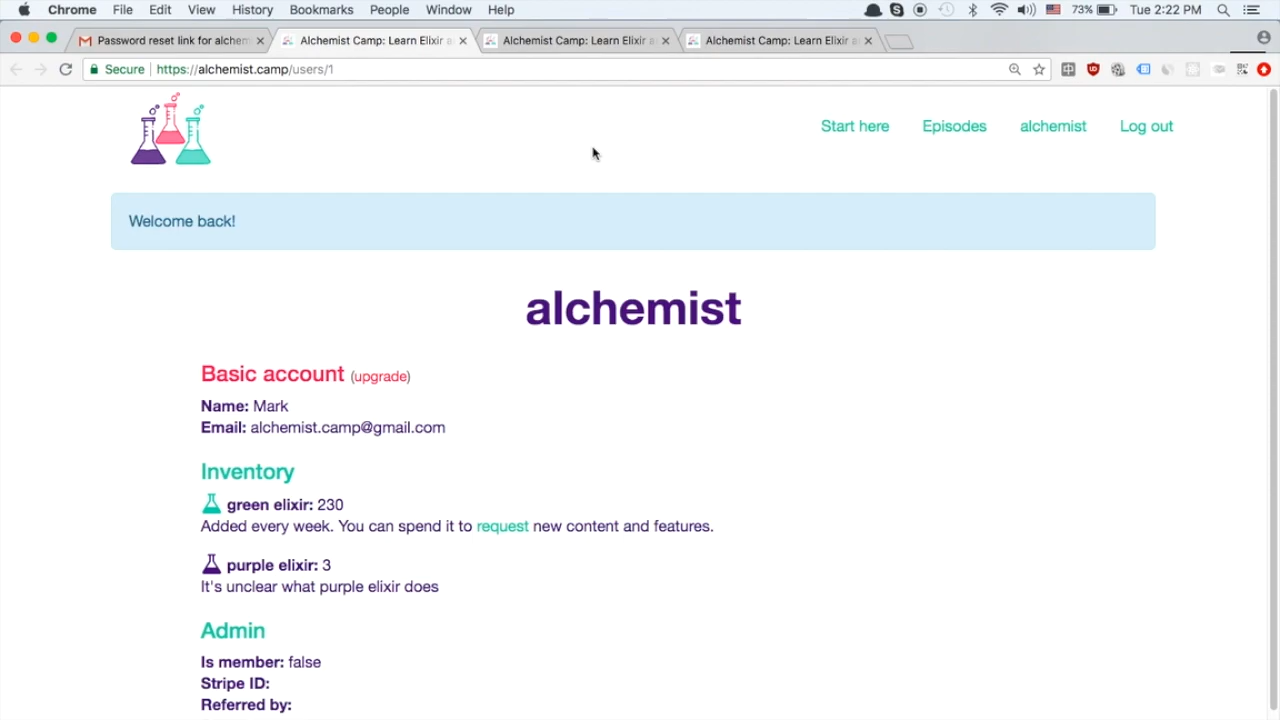 Chrome File Edit View History Bookmarks People Window Help 73% Tue 2:22 PM
Password reset link for alchem Alchemist Camp: Learn Elixir a Alchemist Camp: Learn Elixir a Alchemist Camp: Learn Elixir a
Secure https://alchemist.camp/users/1
Start here Episodes alchemist Log out
Welcome back!
alchemist
Basic account (upgrade)
Name: Mark
Email: alchemist.camp@gmail.com
Inventory
green elixir: 230
Added every week. You can spend it to request new content and features.
purple elixir: 3
It's unclear what purple elixir does
Admin
Is member: false
Stripe ID:
Referred by: